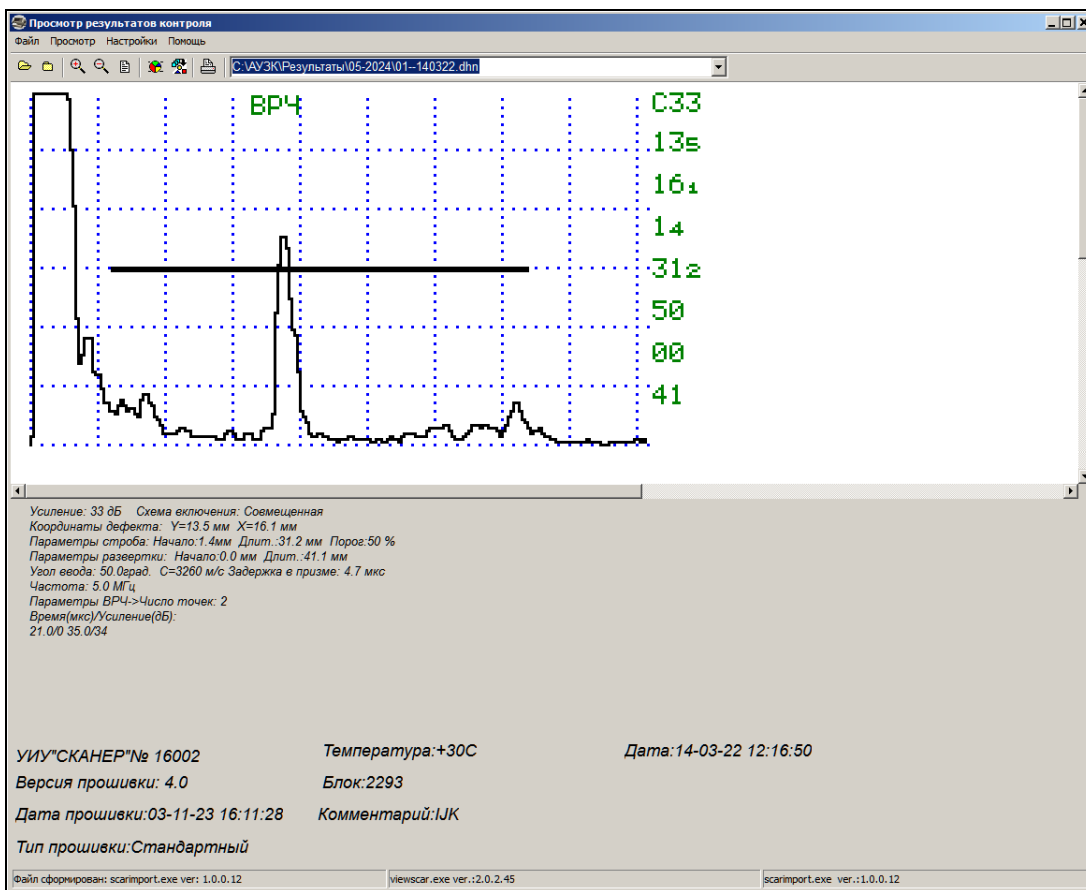 Просмотр результатов контроля
Файл Просмотр Настройки Помощь
C:\АУЗК\Результаты\05-2024\01--140322.dhn
ВРЧ
С33
135
161
14
312
50
00
41
Усиление: 33 дБ Схема включения: Совмещенная
Координаты дефекта: Y=13.5 мм X=16.1 мм
Параметры строба: Начало:1.4мм Длит.:31.2 мм Порог:50 %
Параметры развертки: Начало:0.0 мм Длит.:41.1 мм
Угол ввода: 50.0град. С=3260 м/с Задержка в призме: 4.7 мкс
Частота: 5.0 МГц
Параметры ВРЧ->Число точек: 2
Время(мкс)/Усиление(дБ):
21.0/0 35.0/34
УИУ"СКАНЕР"№ 16002 Температура:+30С Дата:14-03-22 12:16:50
Версия прошивки: 4.0 Блок:2293
Дата прошивки:03-11-23 16:11:28 Комментарий:IJK
Тип прошивки:Стандартный
Файл сформирован: scarimport.exe ver: 1.0.0.12 viewscar.exe ver.:2.0.2.45 scarimport.exe ver.:1.0.0.12